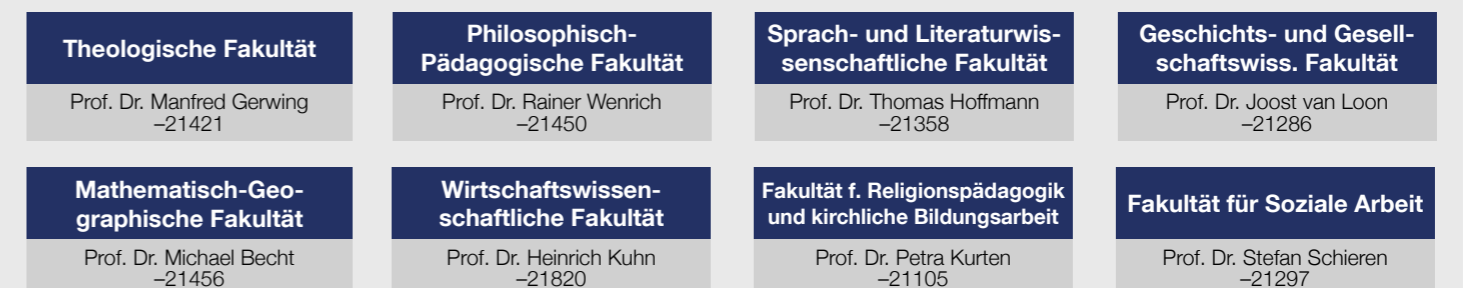 Theologische Fakultät
Prof. Dr. Manfred Gerwing
–21421
Philosophisch-
Pädagogische Fakultät
Prof. Dr. Rainer Wenrich
–21450
Sprach- und Literaturwis-
senschaftliche Fakultät
Prof. Dr. Thomas Hoffmann
–21358
Geschichts- und Gesell-
schaftswiss. Fakultät
Prof. Dr. Joost van Loon
–21286
Mathematisch-Geo-
graphische Fakultät
Prof. Dr. Michael Becht
–21456
Wirtschaftswissen-
schaftliche Fakultät
Prof. Dr. Heinrich Kuhn
–21820
Fakultät f. Religionspädagogik
und kirchliche Bildungsarbeit
Prof. Dr. Petra Kurten
–21105
Fakultät für Soziale Arbeit
Prof. Dr. Stefan Schieren
–21297